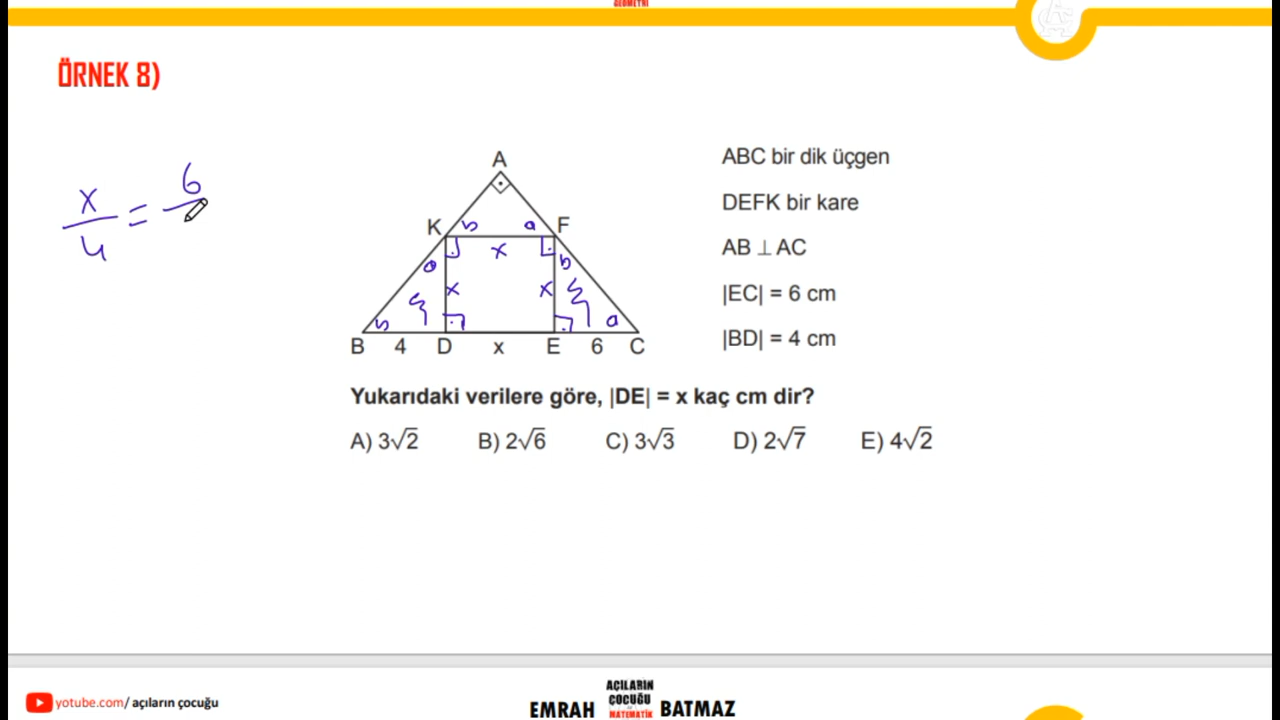 GEOMETRİ
ÖRNEK 8)
x/4 = 6/
A
K b a F
x
a b
x x
b a
B 4 D x E 6 C
ABC bir dik üçgen
DEFK bir kare
AB ⊥ AC
|EC| = 6 cm
|BD| = 4 cm
Yukarıdaki verilere göre, |DE| = x kaç cm dir?
A) 3√2 B) 2√6 C) 3√3 D) 2√7 E) 4√2
yotube.com/ açıların çocuğu
EMRAH
AÇILARIN
ÇOCUĞU
MATEMATİK
BATMAZ